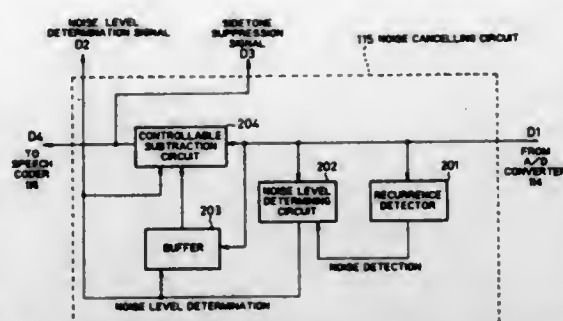 NOISE LEVEL
DETERMINATION SIGNAL
D2
SIDETONE
SUPPRESSION
SIGNAL
D3
115 NOISE CANCELLING CIRCUIT
204
D4
TO
SPEECH
CODER
116
CONTROLLABLE
SUBTRACTION
CIRCUIT
D1
FROM
A/D
CONVERTER
114
202
201
NOISE LEVEL
DETERMINING
CIRCUIT
RECURRENCE
DETECTOR
203
BUFFER
NOISE DETECTION
NOISE LEVEL DETERMINATION